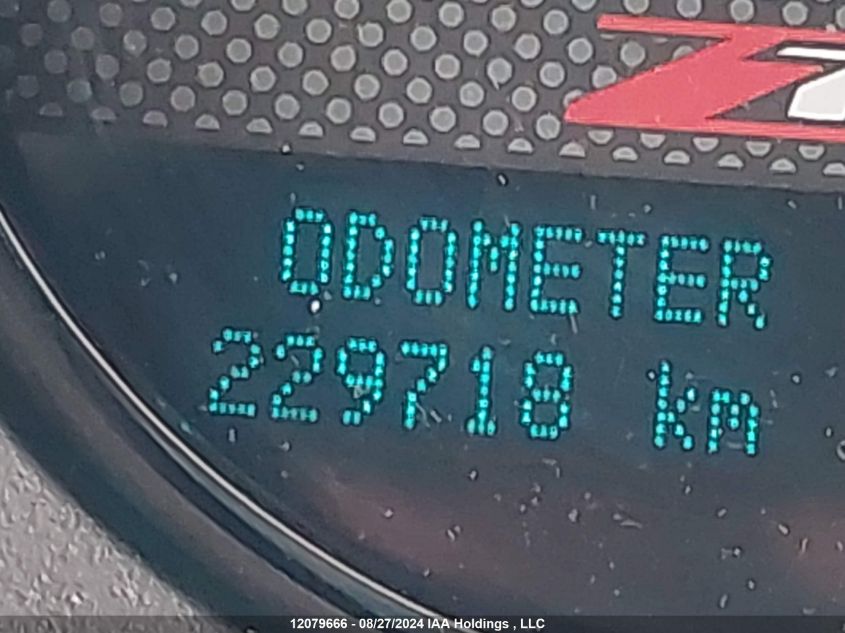 ODOMETER
229718 km
12079666 - 08/27/2024 IAA Holdings , LLC